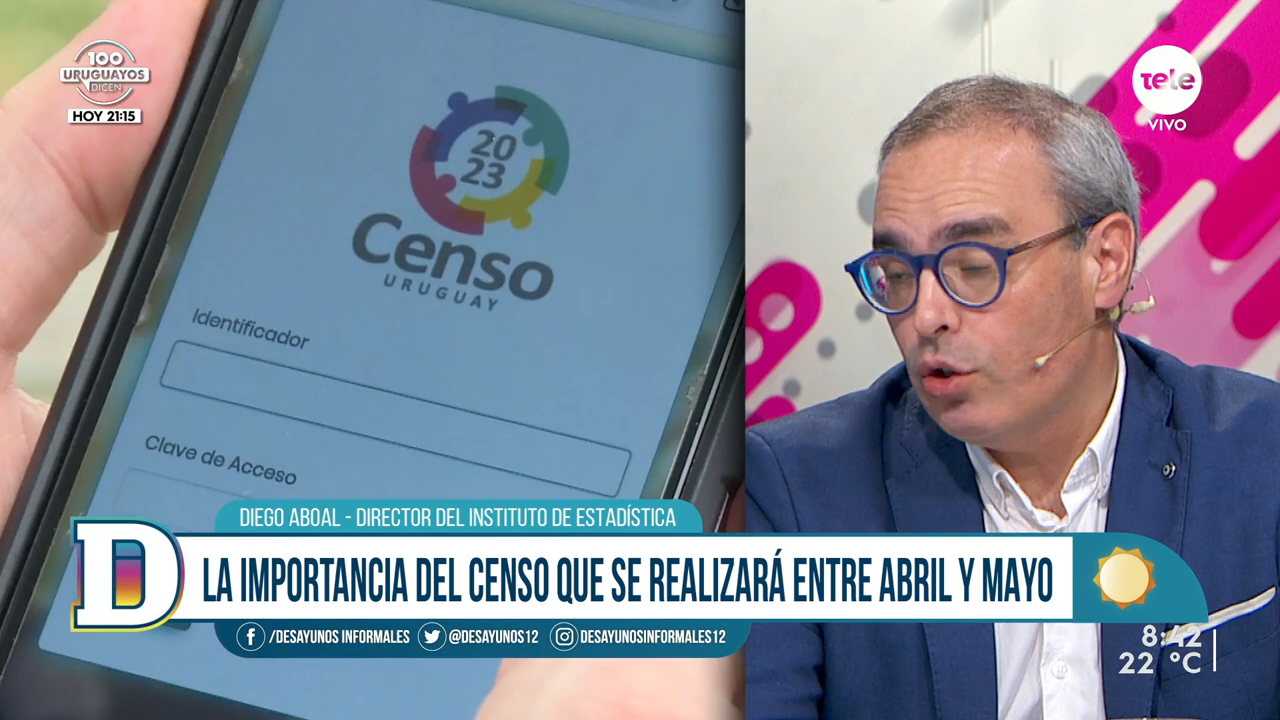 100
URUGUAYOS
DICEN
HOY 21:15
tele
VIVO
20
23
Censo
URUGUAY
Identificador
Clave de Acceso
DIEGO ABOAL - DIRECTOR DEL INSTITUTO DE ESTADÍSTICA
D
LA IMPORTANCIA DEL CENSO QUE SE REALIZARÁ ENTRE ABRIL Y MAYO
/DESAYUNOS INFORMALES
@DESAYUNOS12
DESAYUNOSINFORMALES12
8:42
22 °C